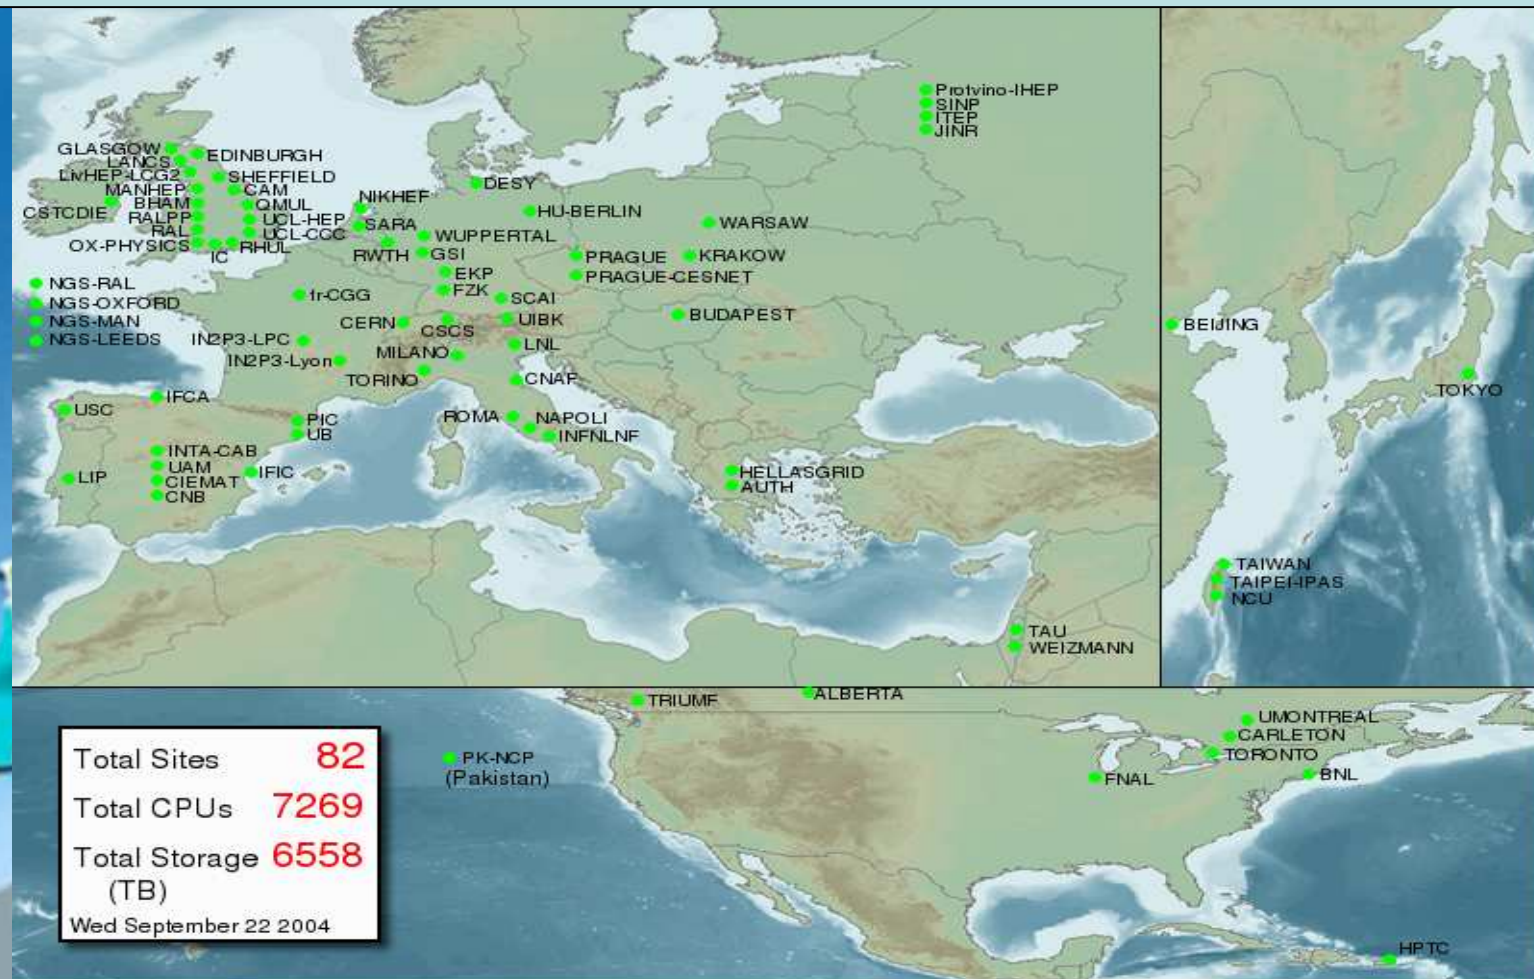 Protvino-IHEP
SINP
ITEP
JINR
GLASGOW
EDINBURGH
LANCS
LivHEP-LCG2
SHEFFIELD
MANHEP
CAM
BHAM
QMUL
CSTCDIE
RALPP
UCL-HEP
RAL
UCL-CCC
OX-PHYSICS
IC
RHUL
NIKHEF
SARA
DESY
HU-BERLIN
WARSAW
WUPPERTAL
RWTH
GSI
PRAGUE
KRAKOW
EKP
PRAGUE-CESNET
NGS-RAL
NGS-OXFORD
NGS-MAN
NGS-LEEDS
fr-CGG
FZK
SCAI
CERN
CSCS
UIBK
BUDAPEST
IN2P3-LPC
IN2P3-Lyon
MILANO
LNL
TORINO
CNAF
IFCA
USC
PIC
UB
ROMA
NAPOLI
INFNLNF
INTA-CAB
UAM
CIEMAT
CNB
IFIC
LIP
HELLASGRID
AUTH
TAU
WEIZMANN
BEIJING
TOKYO
TAIWAN
TAIPEI-IPAS
NCU
TRIUMF
ALBERTA
UMONTREAL
CARLETON
TORONTO
FNAL
BNL
HPTC
PK-NCP
(Pakistan)
Total Sites 82
Total CPUs 7269
Total Storage 6558
(TB)
Wed September 22 2004